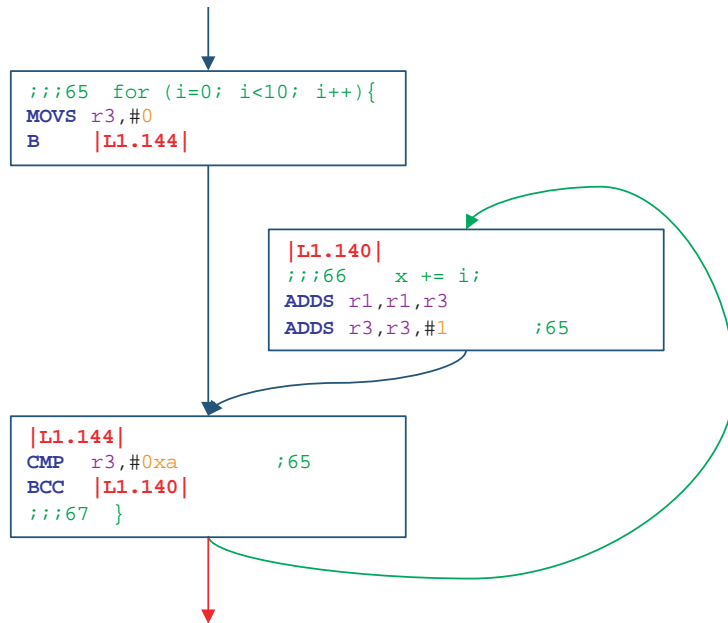 ;;;65  for (i=0; i<10; i++){
MOVS r3,#0
B    |L1.144|
|L1.140|
;;;66    x += i;
ADDS r1,r1,r3
ADDS r3,r3,#1       ;65
|L1.144|
CMP  r3,#0xa        ;65
BCC  |L1.140|
;;;67  }